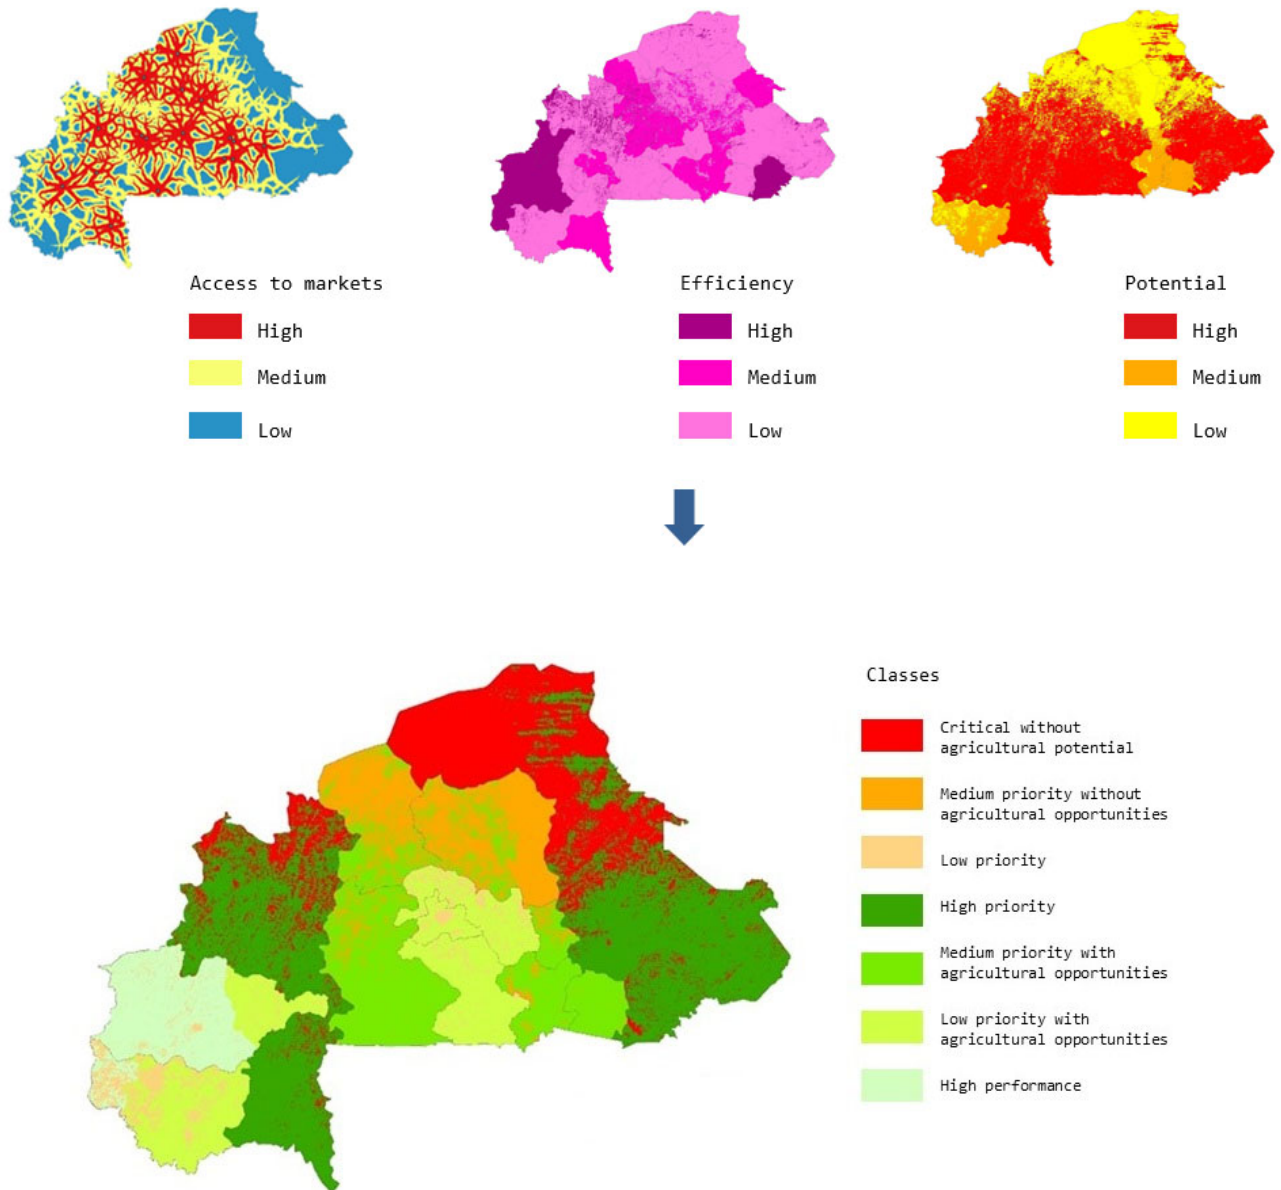 Access to markets
High
Medium
Low
Efficiency
High
Medium
Low
Potential
High
Medium
Low
Classes
Critical without
agricultural potential
Medium priority without
agricultural opportunities
Low priority
High priority
Medium priority with
agricultural opportunities
Low priority with
agricultural opportunities
High performance